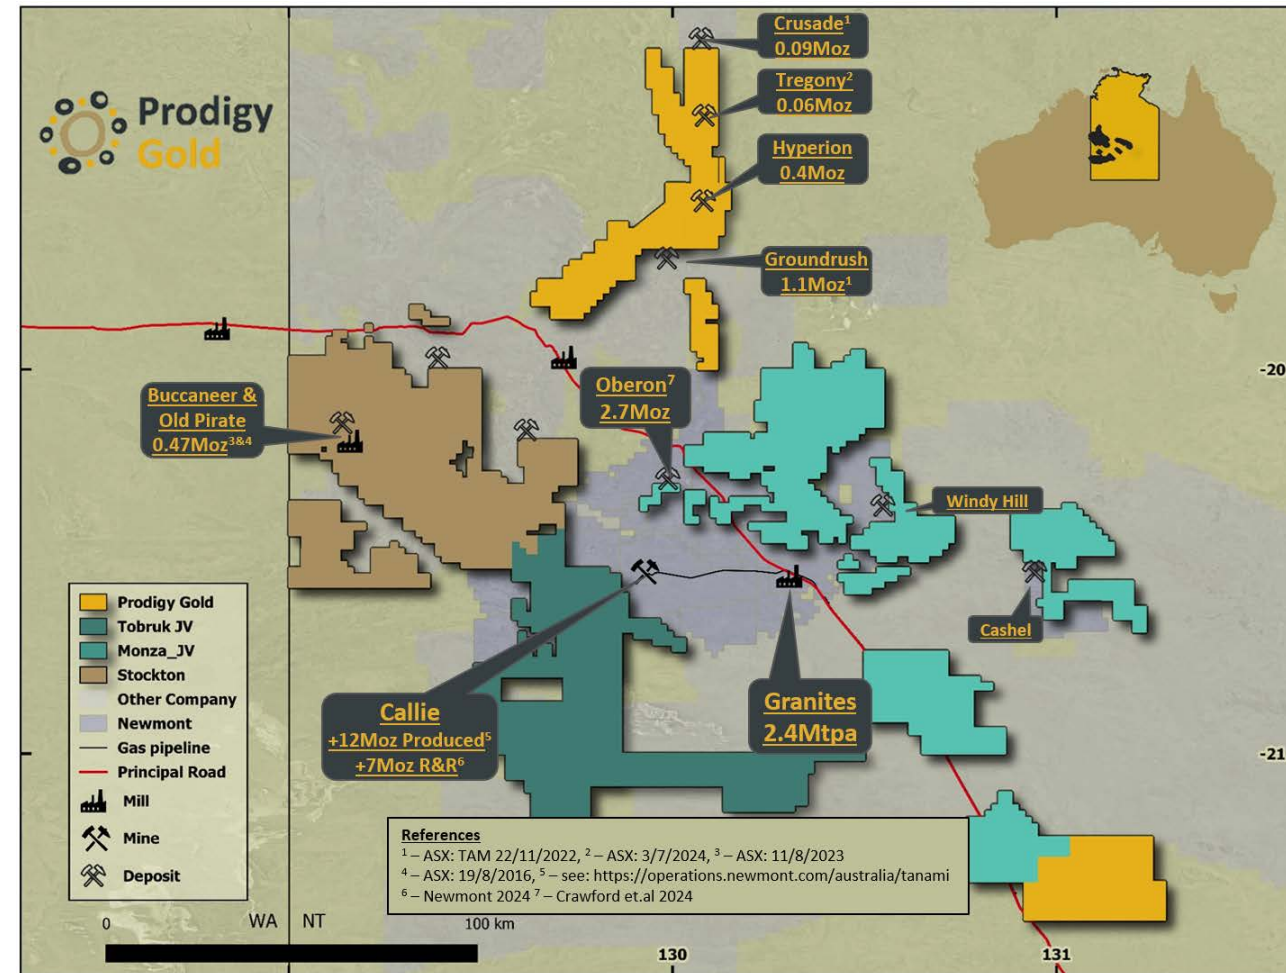 Prodigy
Gold
Crusade¹
0.09Moz
Tregony²
0.06Moz
Hyperion
0.4Moz
Groundrush
1.1Moz¹
Oberon⁷
2.7Moz
-20
Buccaneer &
Old Pirate
0.47Moz³&⁴
Windy Hill
Cashel
Callie
+12Moz Produced⁵
+7Moz R&R⁶
Granites
2.4Mtpa
-21
Prodigy Gold
Tobruk JV
Monza_JV
Stockton
Other Company
Newmont
Gas pipeline
Principal Road
Mill
Mine
Deposit
References
¹ – ASX: TAM 22/11/2022, ² – ASX: 3/7/2024, ³ – ASX: 11/8/2023
⁴ – ASX: 19/8/2016, ⁵ – see: https://operations.newmont.com/australia/tanami
⁶ – Newmont 2024 ⁷ – Crawford et.al 2024
WA NT
0 100 km
130 131